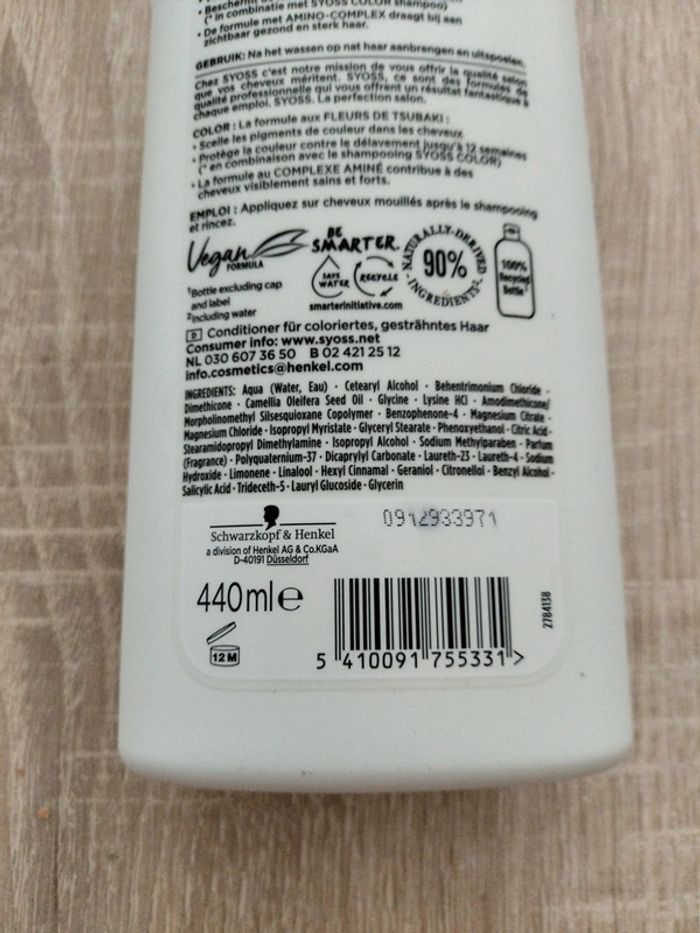 • Beschermt
(* in combinatie met SYOSS COLOR shampoo)
• De formule met AMINO-COMPLEX draagt bij aan
zichtbaar gezond en sterk haar.
GEBRUIK: Na het wassen op nat haar aanbrengen en uitspoelen.
Chez SYOSS c'est notre mission de vous offrir la qualité salon
que vos cheveux méritent. SYOSS, ce sont des formules de
qualité professionnelle qui vous offrent un résultat fantastique à
chaque emploi. SYOSS. La perfection salon.
COLOR : La formule aux FLEURS DE TSUBAKI :
• Scelle les pigments de couleur dans les cheveux
• Protège la couleur contre le délavement jusqu'à 12 semaines
(* en combinaison avec le shampooing SYOSS COLOR)
• La formule au COMPLEXE AMINÉ contribue à des
cheveux visiblement sains et forts.
EMPLOI : Appliquez sur cheveux mouillés après le shampooing
et rincez.
Vegan
FORMULA
BE
SMARTER.
SAVE
WATER
RECYCLE
smarterinitiative.com
NATURALLY-DERIVED
90%
INGREDIENTS²
100%
Recycled
Bottle¹
¹Bottle excluding cap
and label
²Including water
D Conditioner für coloriertes, gesträhntes Haar
Consumer info: www.syoss.net
NL 030 607 36 50 B 02 421 25 12
info.cosmetics@henkel.com
INGREDIENTS: Aqua (Water, Eau) · Cetearyl Alcohol · Behentrimonium Chloride ·
Dimethicone · Camellia Oleifera Seed Oil · Glycine · Lysine HCl · Amodimethicone/
Morpholinomethyl Silsesquioxane Copolymer · Benzophenone-4 · Magnesium Citrate ·
Magnesium Chloride · Isopropyl Myristate · Glyceryl Stearate · Phenoxyethanol · Citric Acid ·
Stearamidopropyl Dimethylamine · Isopropyl Alcohol · Sodium Methylparaben · Parfum
(Fragrance) · Polyquaternium-37 · Dicaprylyl Carbonate · Laureth-23 · Laureth-4 · Sodium
Hydroxide · Limonene · Linalool · Hexyl Cinnamal · Geraniol · Citronellol · Benzyl Alcohol ·
Salicylic Acid · Trideceth-5 · Lauryl Glucoside · Glycerin
0912933971
Schwarzkopf & Henkel
a division of Henkel AG & Co.KGaA
D-40191 Düsseldorf
440ml e
12 M
5 410091 755331 >
2784138